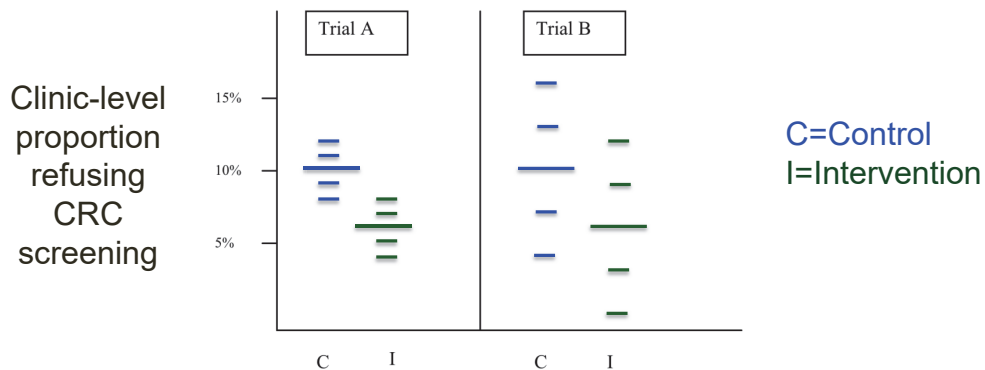 Trial A
Trial B
Clinic-level
proportion
refusing
CRC
screening
15%
10%
5%
C=Control
I=Intervention
C
I
C
I